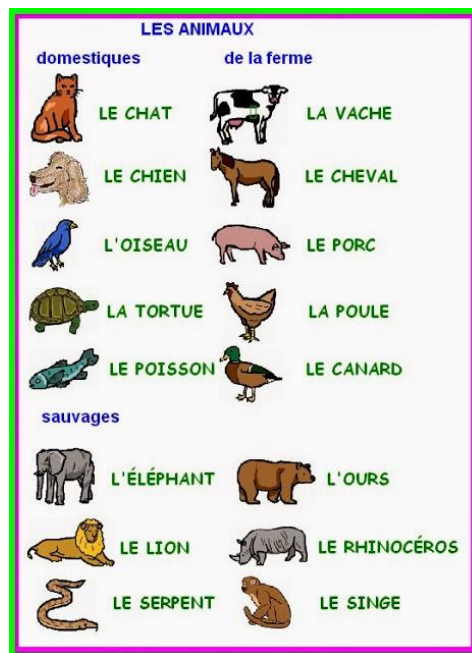 LES ANIMAUX
domestiques de la ferme
LE CHAT LA VACHE
LE CHIEN LE CHEVAL
L'OISEAU LE PORC
LA TORTUE LA POULE
LE POISSON LE CANARD
sauvages
L'ÉLÉPHANT L'OURS
LE LION LE RHINOCÉROS
LE SERPENT LE SINGE